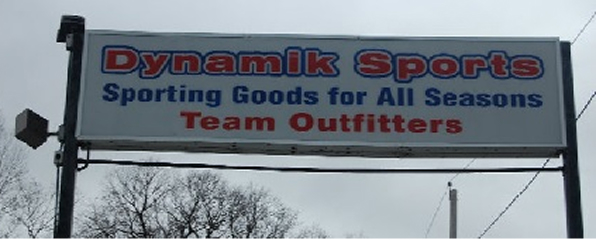 Dynamik Sports
Sporting Goods for All Seasons
Team Outfitters